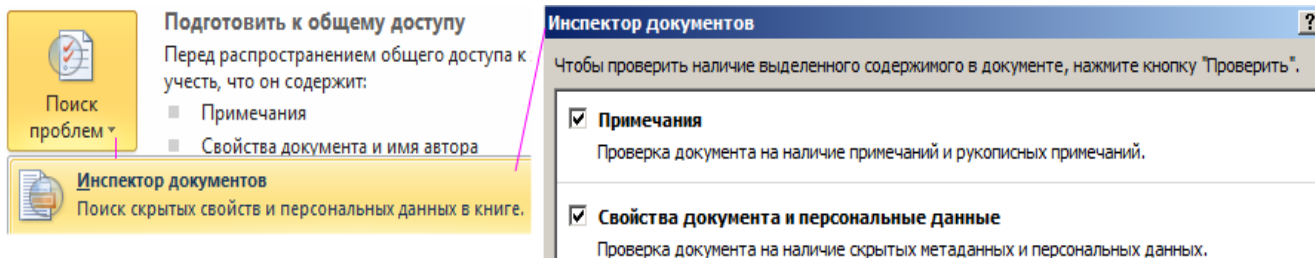 Поиск
проблем
Подготовить к общему доступу
Перед распространением общего доступа к
учесть, что он содержит:
Примечания
Свойства документа и имя автора
Инспектор документов
Поиск скрытых свойств и персональных данных в книге.
Инспектор документов
?
Чтобы проверить наличие выделенного содержимого в документе, нажмите кнопку "Проверить".
Примечания
Проверка документа на наличие примечаний и рукописных примечаний.
Свойства документа и персональные данные
Проверка документа на наличие скрытых метаданных и персональных данных.